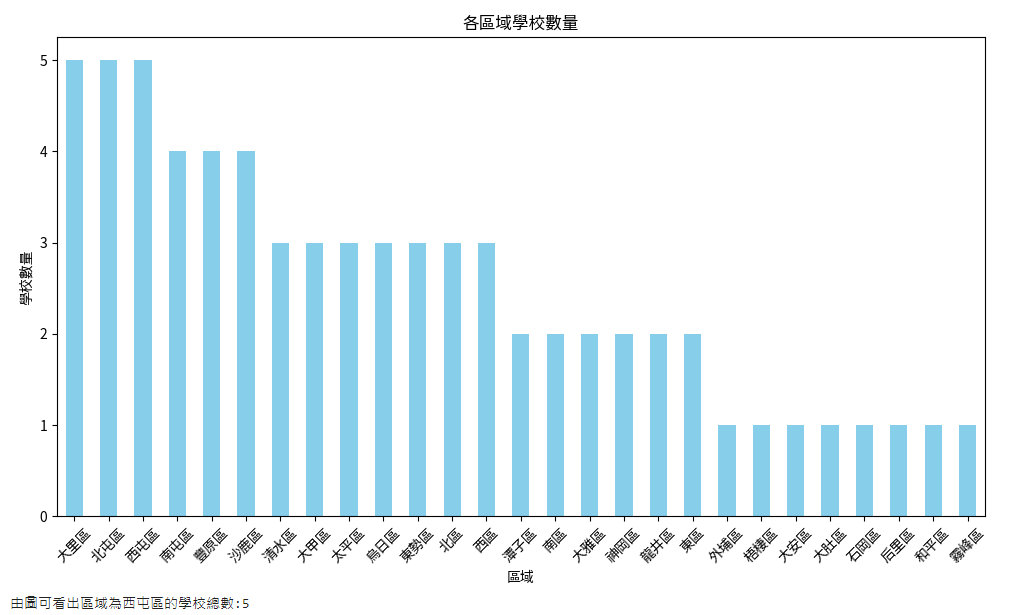 各區域學校數量
5
4
3
2
1
0
學校數量
大里區
北屯區
西屯區
南屯區
豐原區
沙鹿區
清水區
大甲區
太平區
烏日區
東勢區
北區
西區
潭子區
南區
大雅區
神岡區
龍井區
東區
外埔區
梧棲區
大安區
大肚區
石岡區
后里區
和平區
霧峰區
區域
由圖可看出區域為西屯區的學校總數:5